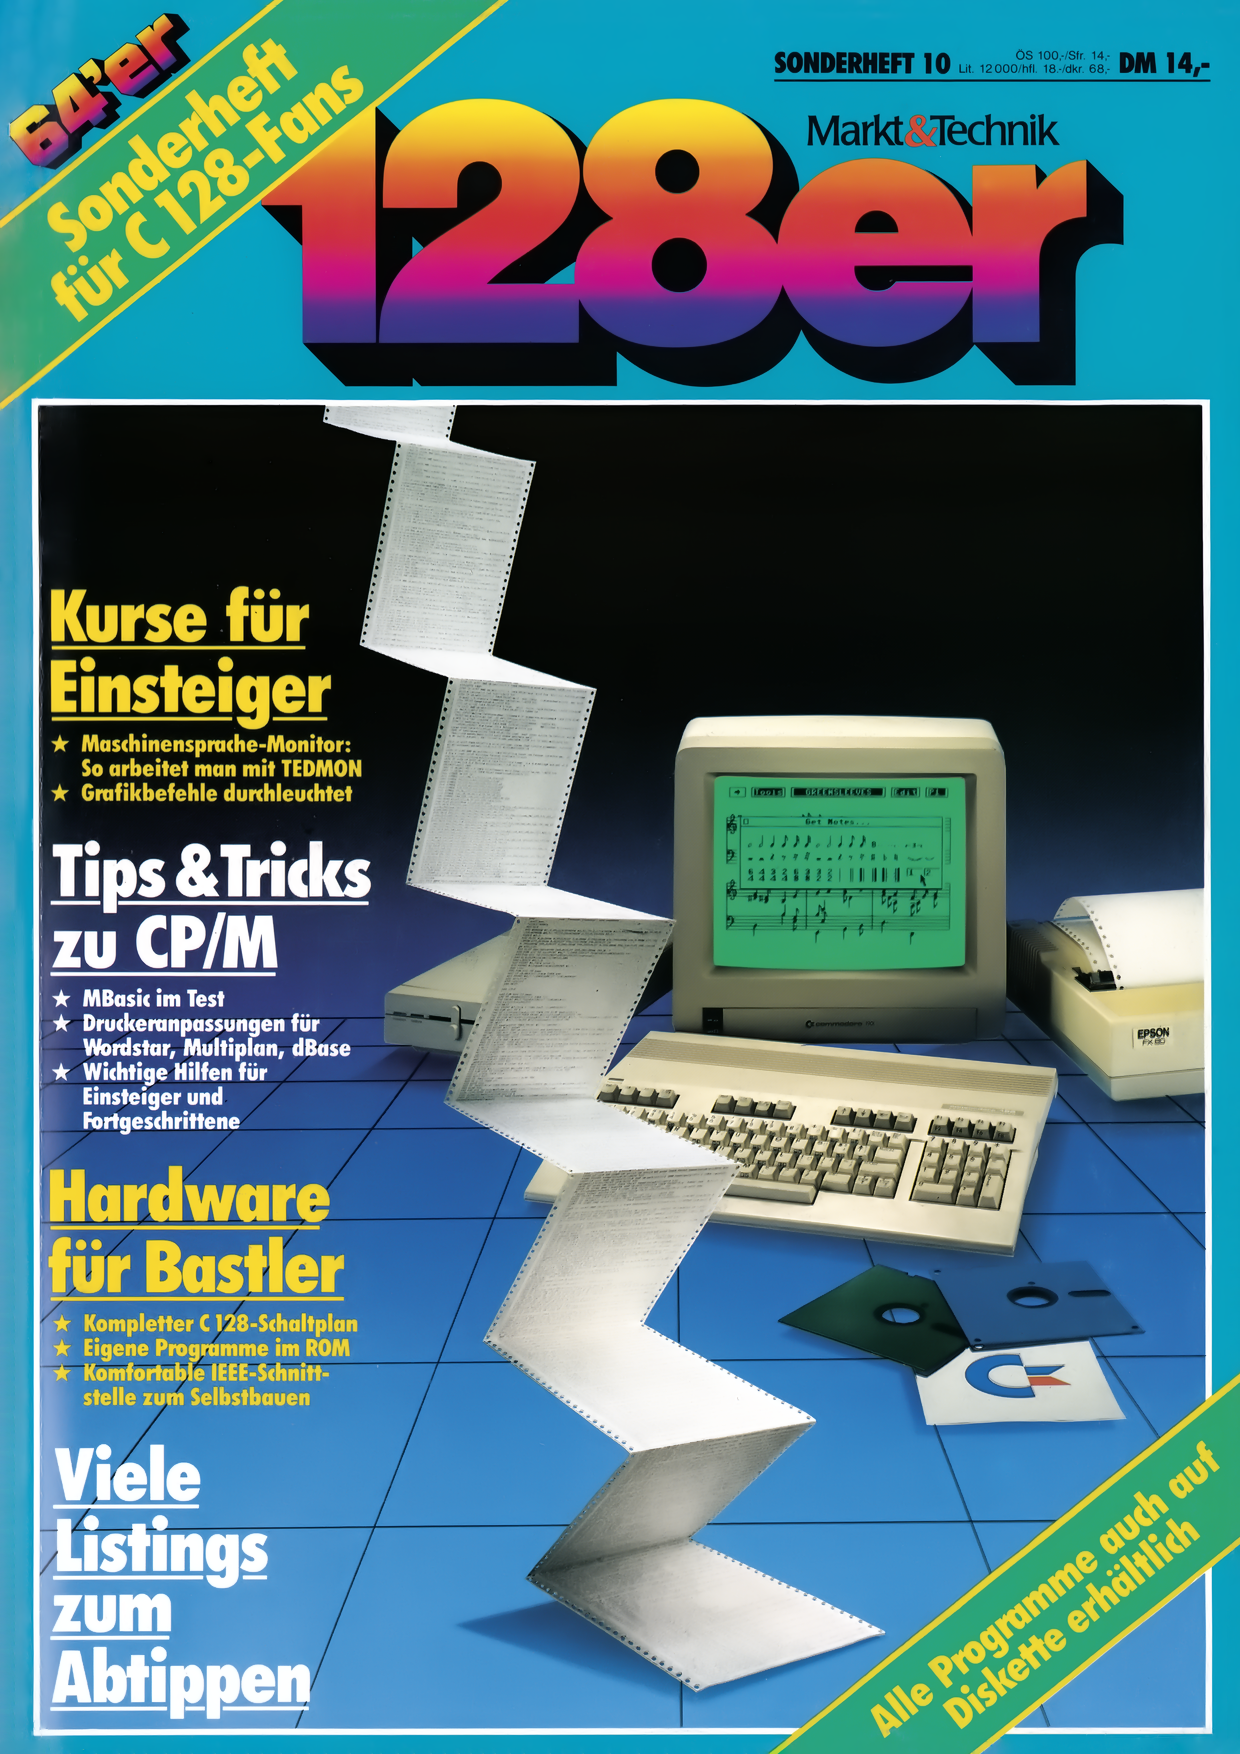 64'er
Sonderheft
für C 128-Fans
SONDERHEFT 10
ÖS 100,-/Sfr. 14,-
Lit. 12000/hfl. 18.-/dkr. 68,-
DM 14,-
Markt&Technik
128er
Kurse für
Einsteiger
★ Maschinensprache-Monitor:
So arbeitet man mit TEDMON
★ Grafikbefehle durchleuchtet
Tips & Tricks
zu CP/M
★ MBasic im Test
★ Druckeranpassungen für
Wordstar, Multiplan, dBase
★ Wichtige Hilfen für
Einsteiger und
Fortgeschrittene
Hardware
für Bastler
★ Kompletter C 128-Schaltplan
★ Eigene Programme im ROM
★ Komfortable IEEE-Schnitt-
stelle zum Selbstbauen
Viele
Listings
zum
Abtippen
Tools GREENSLEEVES Edit
Get Notes...
commodore
EPSON
FX-80
Alle Programme auch auf
Diskette erhältlich